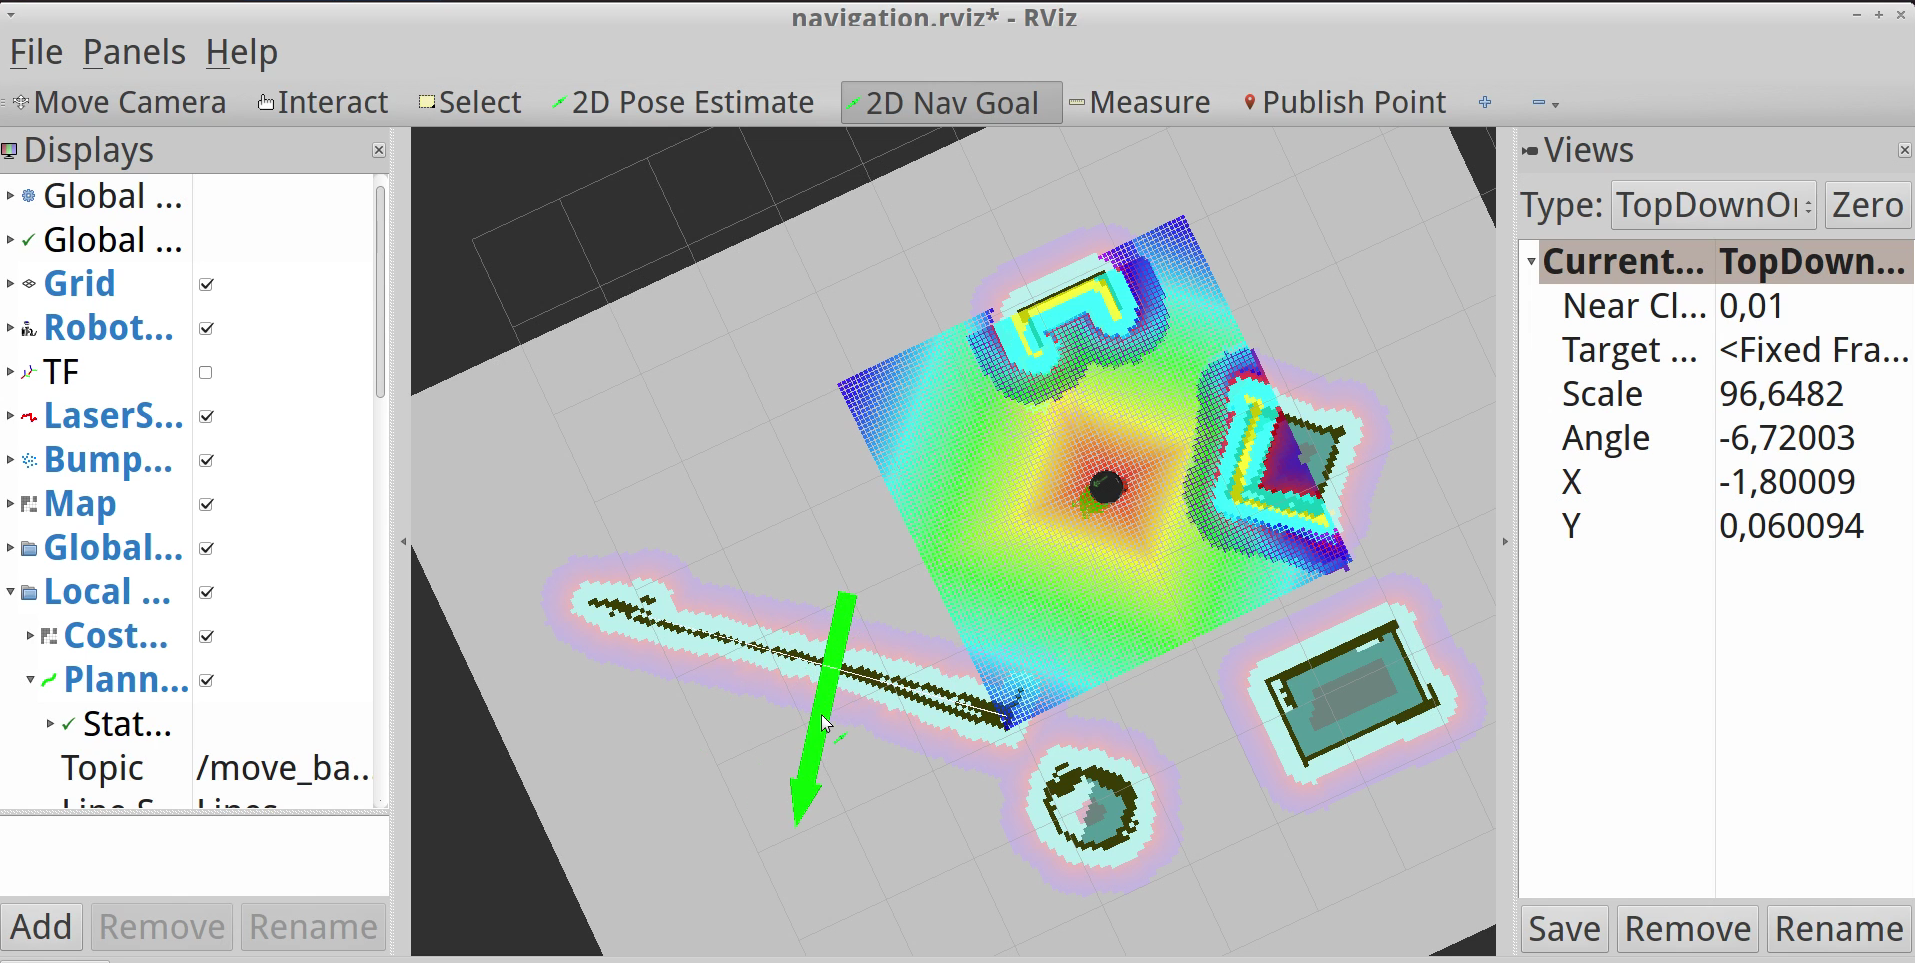 navigation.rviz* - RViz
File Panels Help
Move Camera Interact Select 2D Pose Estimate 2D Nav Goal Measure Publish Point
Displays
Global ...
Global ...
Grid
Robot...
TF
LaserS...
Bump...
Map
Global...
Local ...
Cost...
Plann...
Stat...
Topic /move_ba...
Add Remove Rename
Views
Type: TopDownOr Zero
Current... TopDown...
Near Cl... 0,01
Target ... <Fixed Fra...
Scale 96,6482
Angle -6,72003
X -1,80009
Y 0,060094
Save Remove Rename